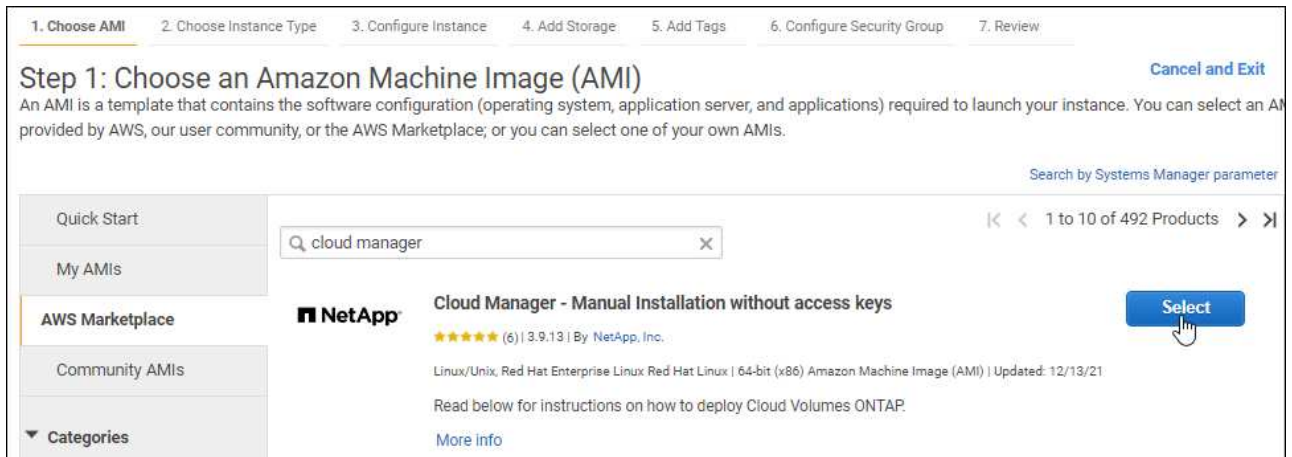 1. Choose AMI 2. Choose Instance Type 3. Configure Instance 4. Add Storage 5. Add Tags 6. Configure Security Group 7. Review
Step 1: Choose an Amazon Machine Image (AMI)
Cancel and Exit
An AMI is a template that contains the software configuration (operating system, application server, and applications) required to launch your instance. You can select an
provided by AWS, our user community, or the AWS Marketplace; or you can select one of your own AMIs.
Search by Systems Manager parameter
Quick Start
1 to 10 of 492 Products
cloud manager
My AMIs
AWS Marketplace
NetApp
Cloud Manager - Manual Installation without access keys
Select
(6) | 3.9.13 | By NetApp, Inc.
Community AMIs
Linux/Unix, Red Hat Enterprise Linux Red Hat Linux | 64-bit (x86) Amazon Machine Image (AMI) | Updated: 12/13/21
Read below for instructions on how to deploy Cloud Volumes ONTAP.
Categories
More info